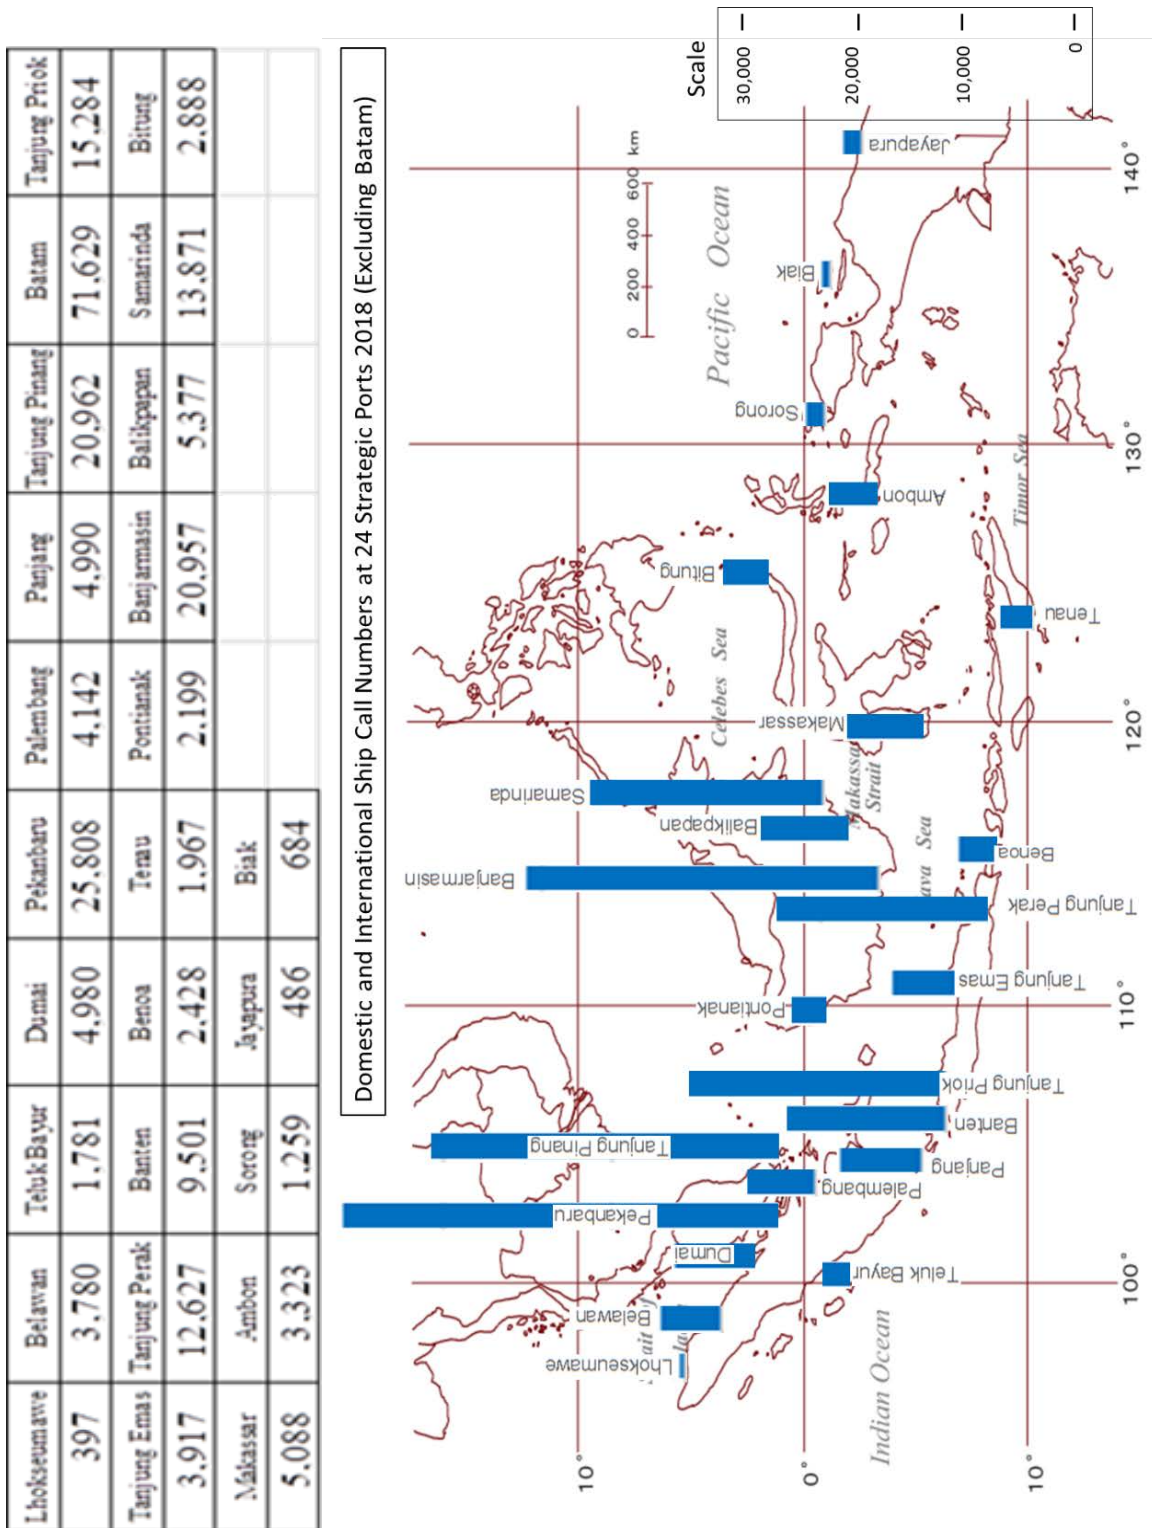 Lhokseumawe Belawan Teluk Bayur Dumai Pekanbaru Palembang Panjang Tanjung Pinang Batam Tanjung Priok
397 3,780 1,781 4,980 25,808 4,142 4,990 20,962 71,629 15,284
Tanjung Emas Tanjung Perak Banten Benoa Tenau Pontianak Banjarmasin Balikpapan Samarinda Bitung
3,917 12,627 9,501 2,428 1,967 2,199 20,957 5,377 13,871 2,888
Makassar Ambon Sorong Jayapura Biak
5,088 3,323 1,259 486 684
Domestic and International Ship Call Numbers at 24 Strategic Ports 2018 (Excluding Batam)
Scale
30,000
20,000
10,000
0
0 200 400 600 km
Pacific Ocean
Celebes Sea
Makassar
Strait
Timor Sea
Indian Ocean
Lhokseumawe
Belawan
Dumai
Pekanbaru
Teluk Bayur
Tanjung Pinang
Palembang
Panjang
Banten
Tanjung Priok
Pontianak
Tanjung Emas
Tanjung Perak
Banjarmasin
Benoa
Balikpapan
Samarinda
Makassar
Tenau
Bitung
Ambon
Sorong
Biak
Jayapura
10°
0°
10°
100°
110°
120°
130°
140°